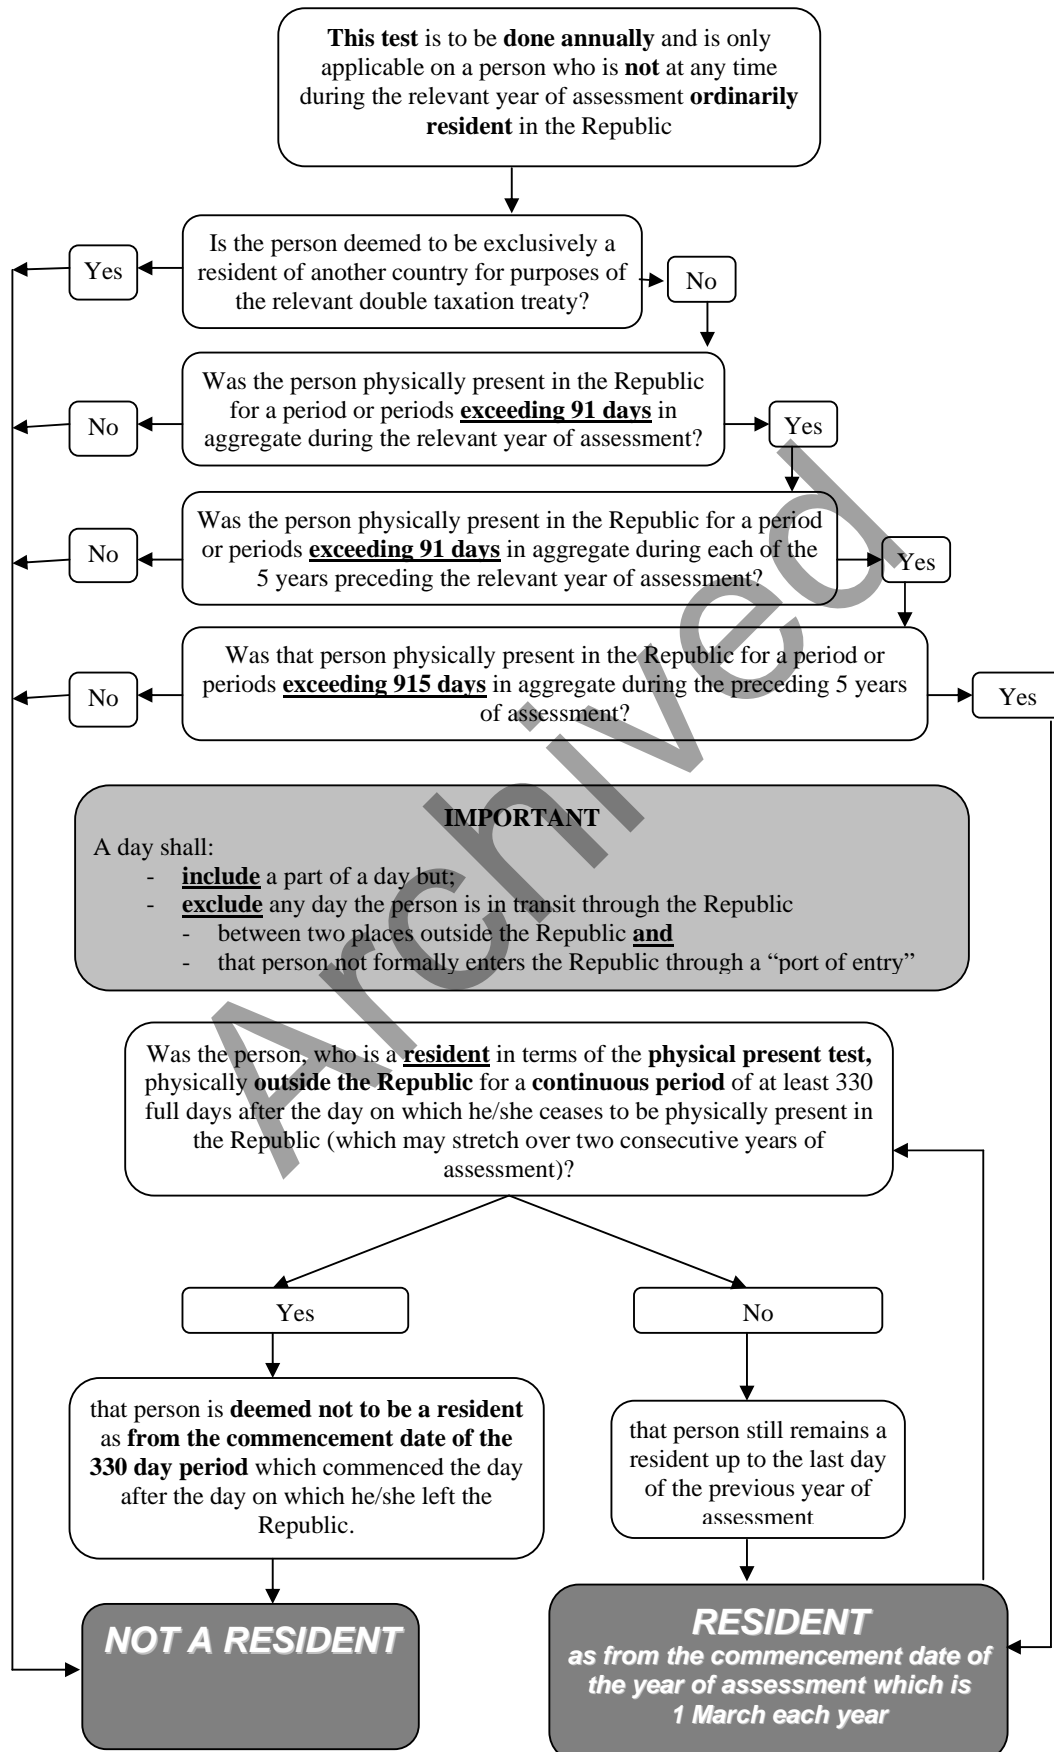 This test is to be done annually and is only
applicable on a person who is not at any time
during the relevant year of assessment ordinarily
resident in the Republic
Is the person deemed to be exclusively a
resident of another country for purposes of
the relevant double taxation treaty?
Yes
No
Was the person physically present in the Republic
for a period or periods exceeding 91 days in
aggregate during the relevant year of assessment?
No
Yes
Was the person physically present in the Republic for a period
or periods exceeding 91 days in aggregate during each of the
5 years preceding the relevant year of assessment?
No
Yes
Was that person physically present in the Republic for a period or
periods exceeding 915 days in aggregate during the preceding 5 years
of assessment?
No
Yes
IMPORTANT
A day shall:
- include a part of a day but;
- exclude any day the person is in transit through the Republic
- between two places outside the Republic and
- that person not formally enters the Republic through a “port of entry”
Was the person, who is a resident in terms of the physical present test,
physically outside the Republic for a continuous period of at least 330
full days after the day on which he/she ceases to be physically present in
the Republic (which may stretch over two consecutive years of
assessment)?
Yes
No
that person is deemed not to be a resident
as from the commencement date of the
330 day period which commenced the day
after the day on which he/she left the
Republic.
that person still remains a
resident up to the last day
of the previous year of
assessment
NOT A RESIDENT
RESIDENT
as from the commencement date of
the year of assessment which is
1 March each year
Archived